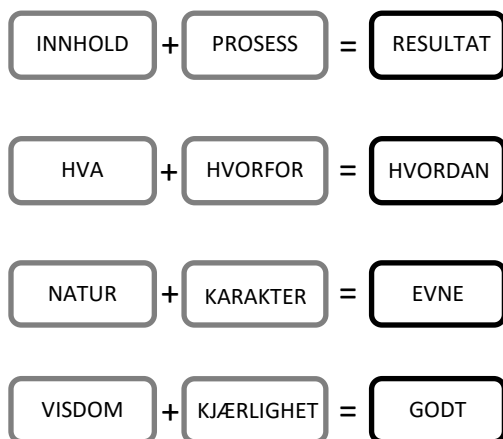 INNHOLD + PROSESS = RESULTAT
HVA + HVORFOR = HVORDAN
NATUR + KARAKTER = EVNE
VISDOM + KJÆRLIGHET = GODT